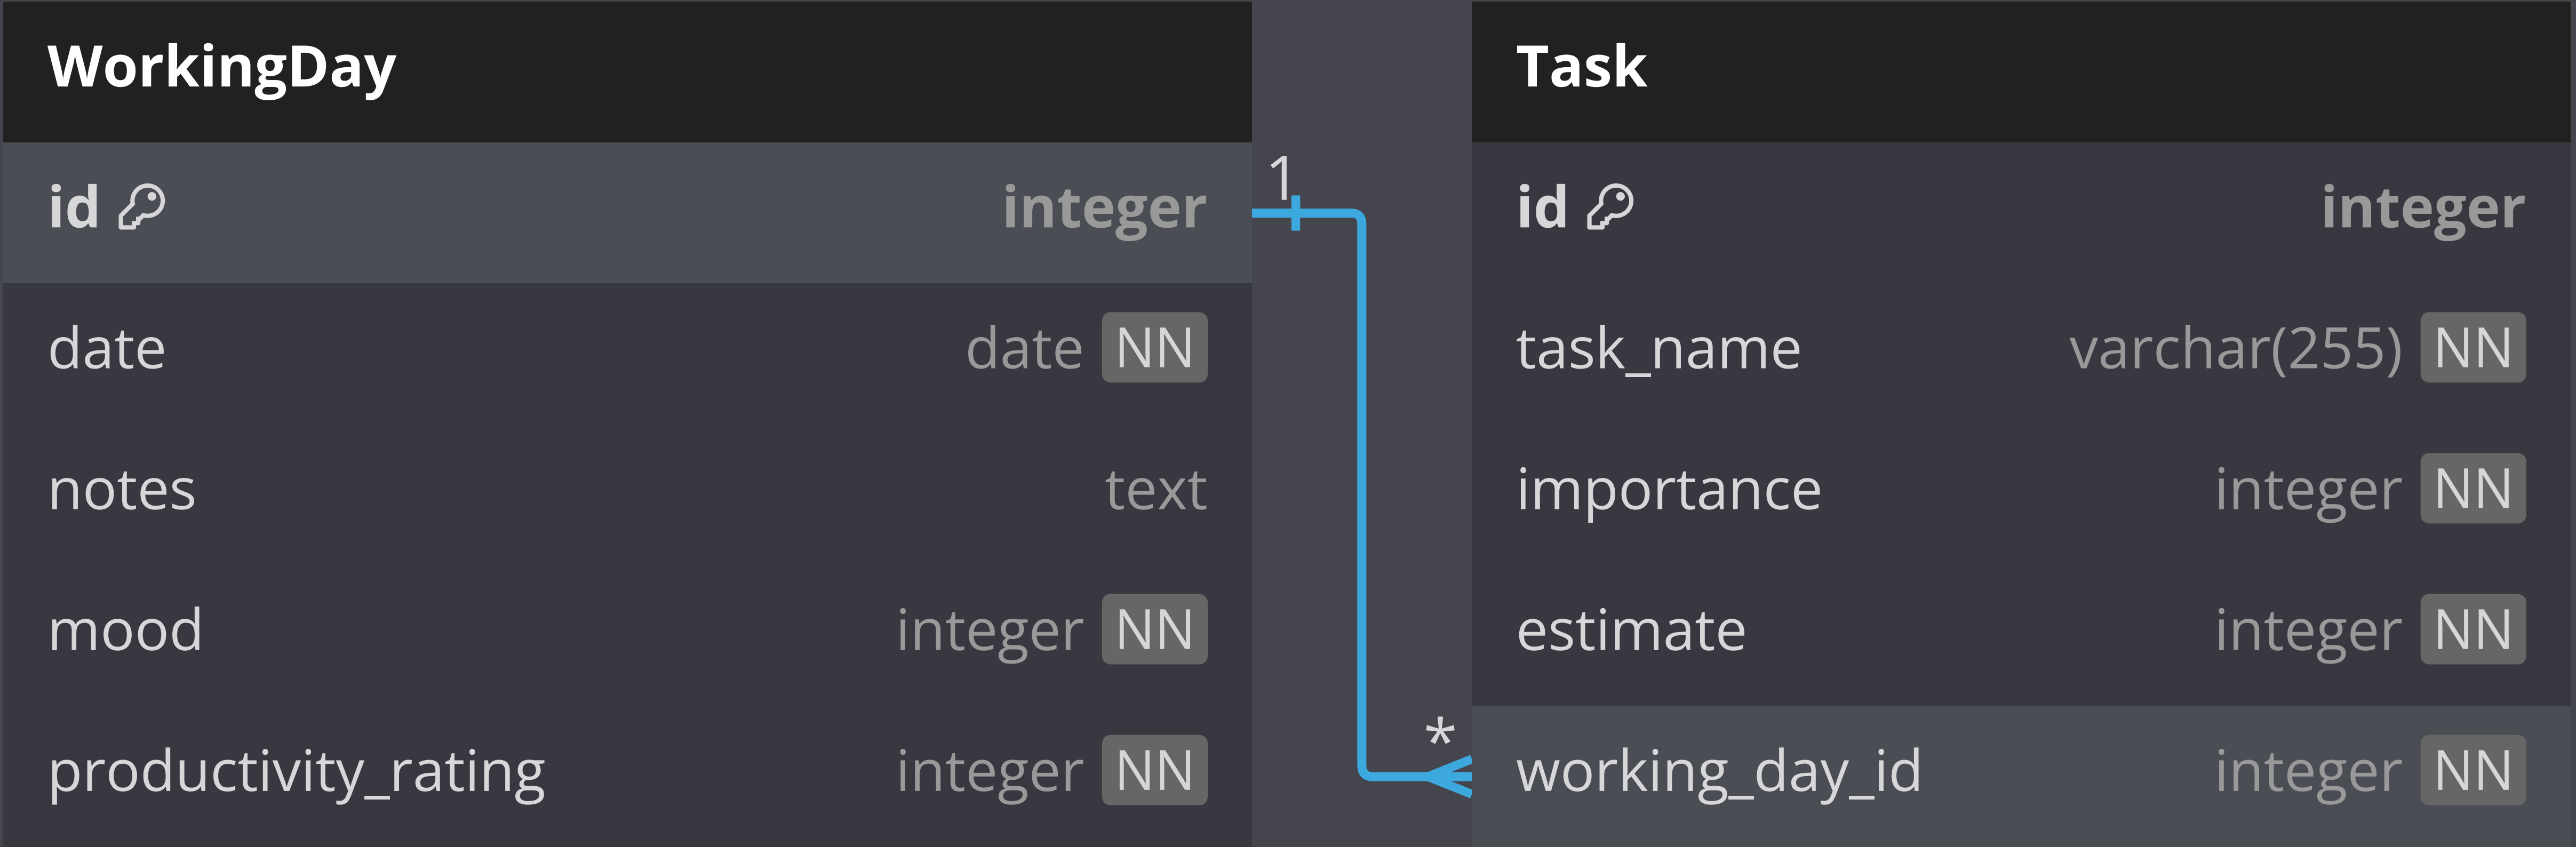 WorkingDay
id integer
date date NN
notes text
mood integer NN
productivity_rating integer NN
1
*
Task
id integer
task_name varchar(255) NN
importance integer NN
estimate integer NN
working_day_id integer NN